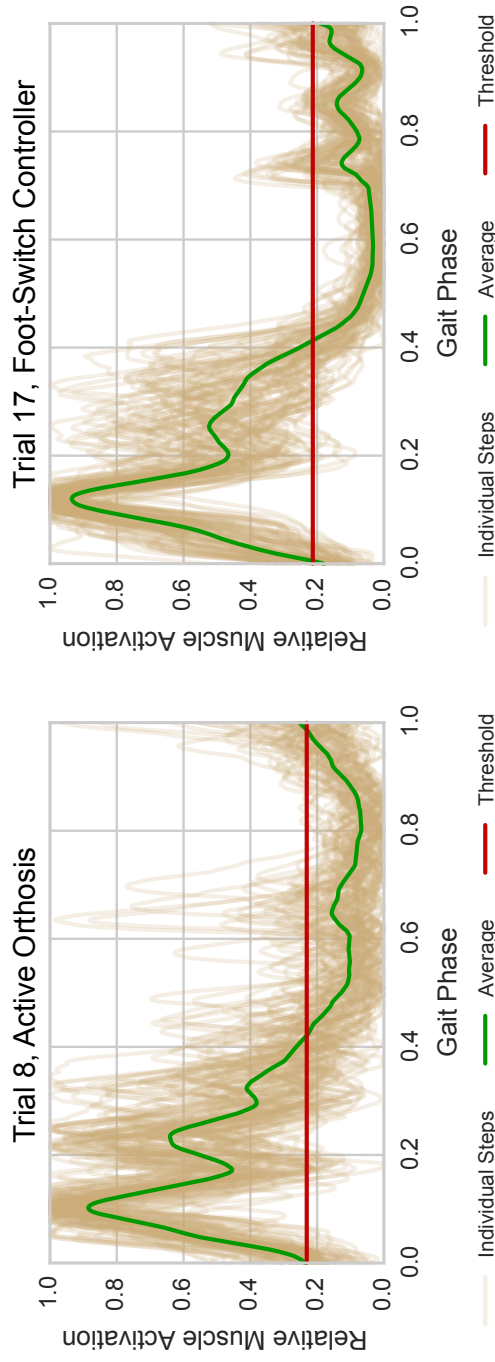 Trial 8, Active Orthosis
Relative Muscle Activation
1.0
0.8
0.6
0.4
0.2
0.0
0.0 0.2 0.4 0.6 0.8 1.0
Gait Phase
Individual Steps Average Threshold
Trial 17, Foot-Switch Controller
Relative Muscle Activation
1.0
0.8
0.6
0.4
0.2
0.0
0.0 0.2 0.4 0.6 0.8 1.0
Gait Phase
Individual Steps Average Threshold